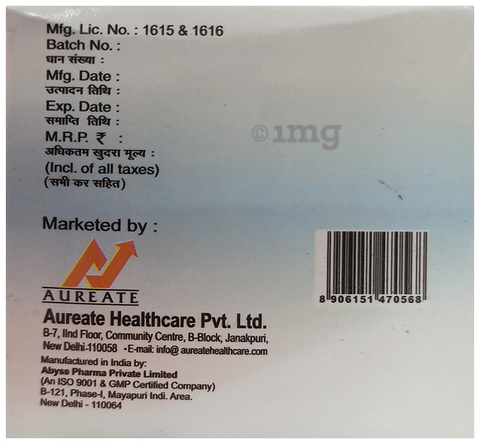 Mfg. Lic. No. : 1615 & 1616
Batch No. :
धान संख्या :
Mfg. Date :
उत्पादन तिथि :
Exp. Date :
समाप्ति तिथि :
M.R.P. ₹ :
अधिकतम खुदरा मूल्य :
(Incl. of all taxes)
(समी कर सहित)
©1mg
Marketed by :
AUREATE
Aureate Healthcare Pvt. Ltd.
B-7, IInd Floor, Community Centre, B-Block, Janakpuri,
New Delhi-110058 •E-mail: info@ aureatehealthcare.com
Manufactured in India by:
Abyss Pharma Private Limited
(An ISO 9001 & GMP Certified Company)
B-121, Phase-I, Mayapuri Indi. Area.
New Delhi - 110064
8 906151 470568